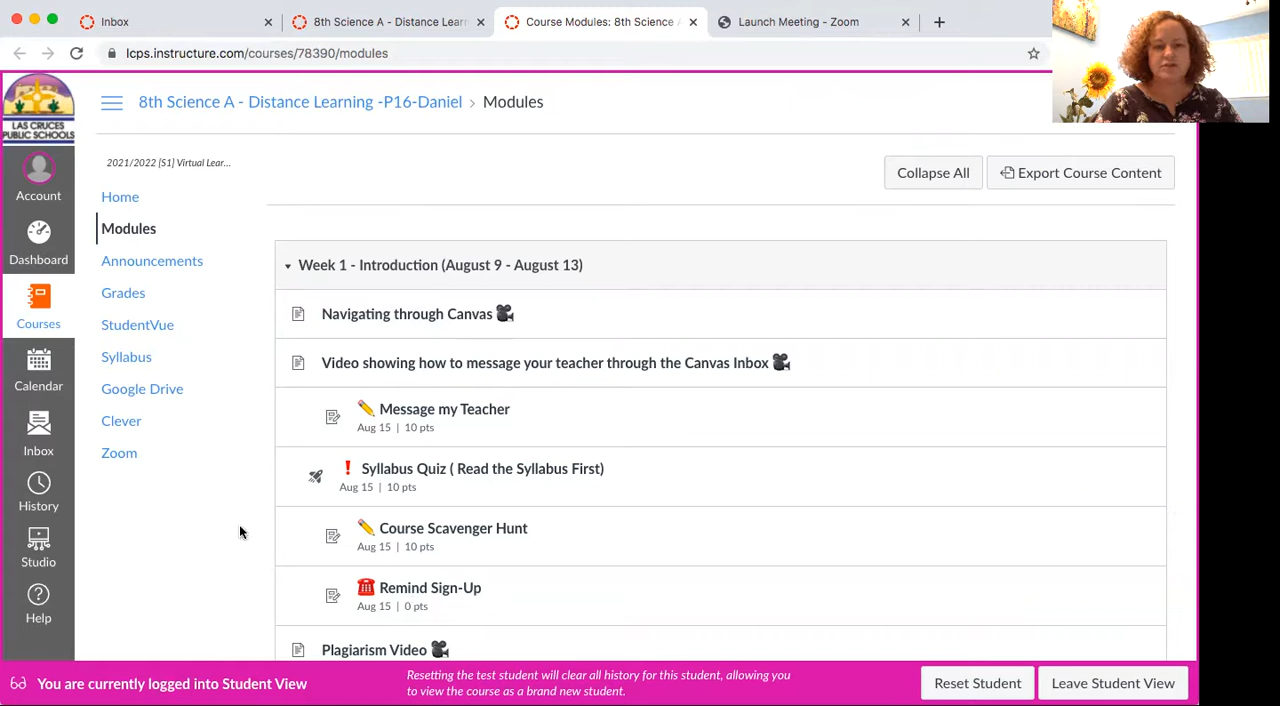 Inbox
8th Science A - Distance Learn
Course Modules: 8th Science A
Launch Meeting - Zoom
lcps.instructure.com/courses/78390/modules
LAS CRUCES
PUBLIC SCHOOLS
8th Science A - Distance Learning -P16-Daniel > Modules
2021/2022 [S1] Virtual Lear...
Collapse All
Export Course Content
Account
Dashboard
Courses
Calendar
Inbox
History
Studio
Help
Home
Modules
Announcements
Grades
StudentVue
Syllabus
Google Drive
Clever
Zoom
Week 1 - Introduction (August 9 - August 13)
Navigating through Canvas 🎥
Video showing how to message your teacher through the Canvas Inbox 🎥
✏️ Message my Teacher
Aug 15 | 10 pts
❗ Syllabus Quiz ( Read the Syllabus First)
Aug 15 | 10 pts
✏️ Course Scavenger Hunt
Aug 15 | 10 pts
☎️ Remind Sign-Up
Aug 15 | 0 pts
Plagiarism Video 🎥
You are currently logged into Student View
Resetting the test student will clear all history for this student, allowing you
to view the course as a brand new student.
Reset Student
Leave Student View